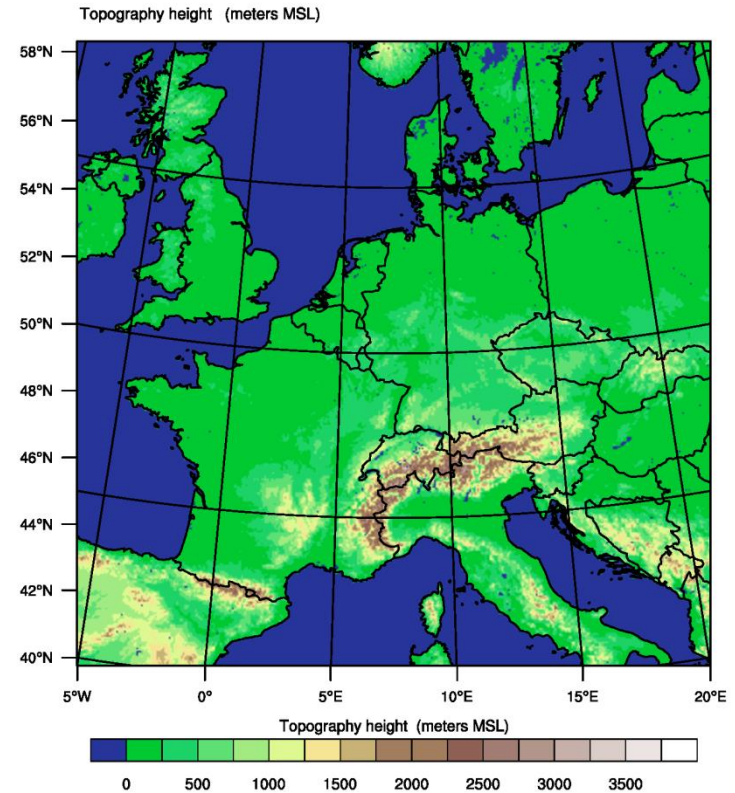 Topography height (meters MSL)
58°N
56°N
54°N
52°N
50°N
48°N
46°N
44°N
42°N
40°N
5°W 0° 5°E 10°E 15°E 20°E
Topography height (meters MSL)
0 500 1000 1500 2000 2500 3000 3500